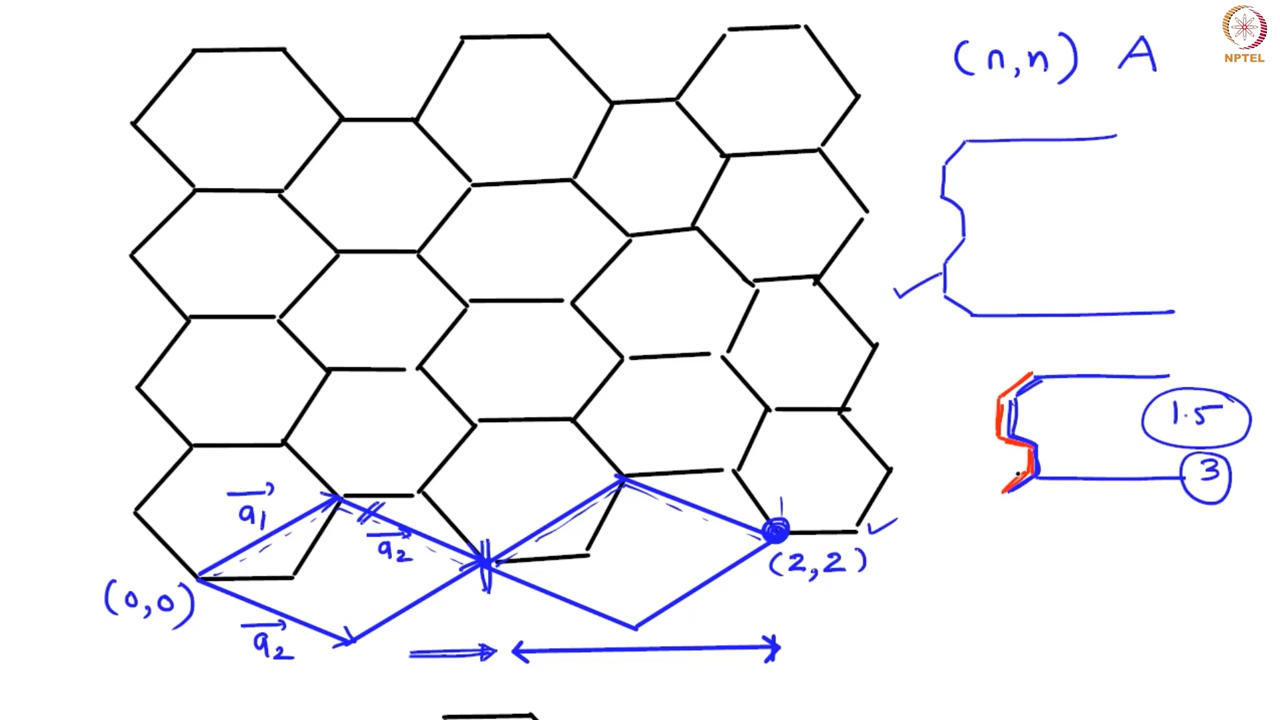 NPTEL
(n,n) A
1.5
3
a₁
a₂
(0,0)
a₂
(2,2)